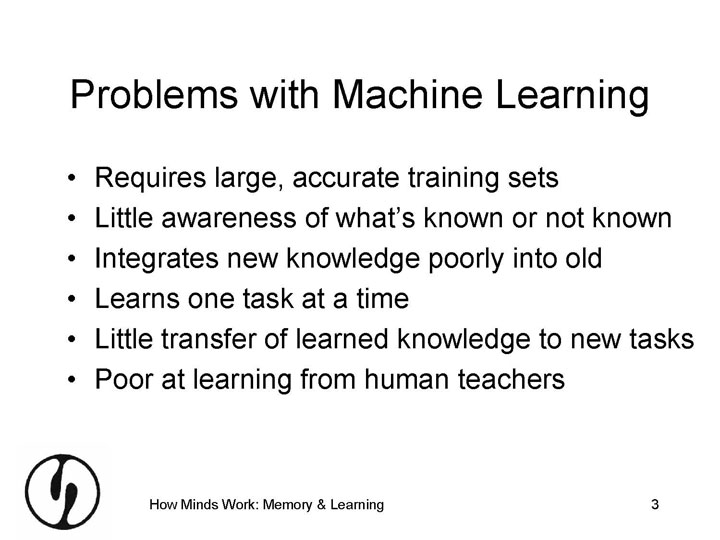 Problems with Machine Learning
• Requires large, accurate training sets
• Little awareness of what's known or not known
• Integrates new knowledge poorly into old
• Learns one task at a time
• Little transfer of learned knowledge to new tasks
• Poor at learning from human teachers
How Minds Work: Memory & Learning 3